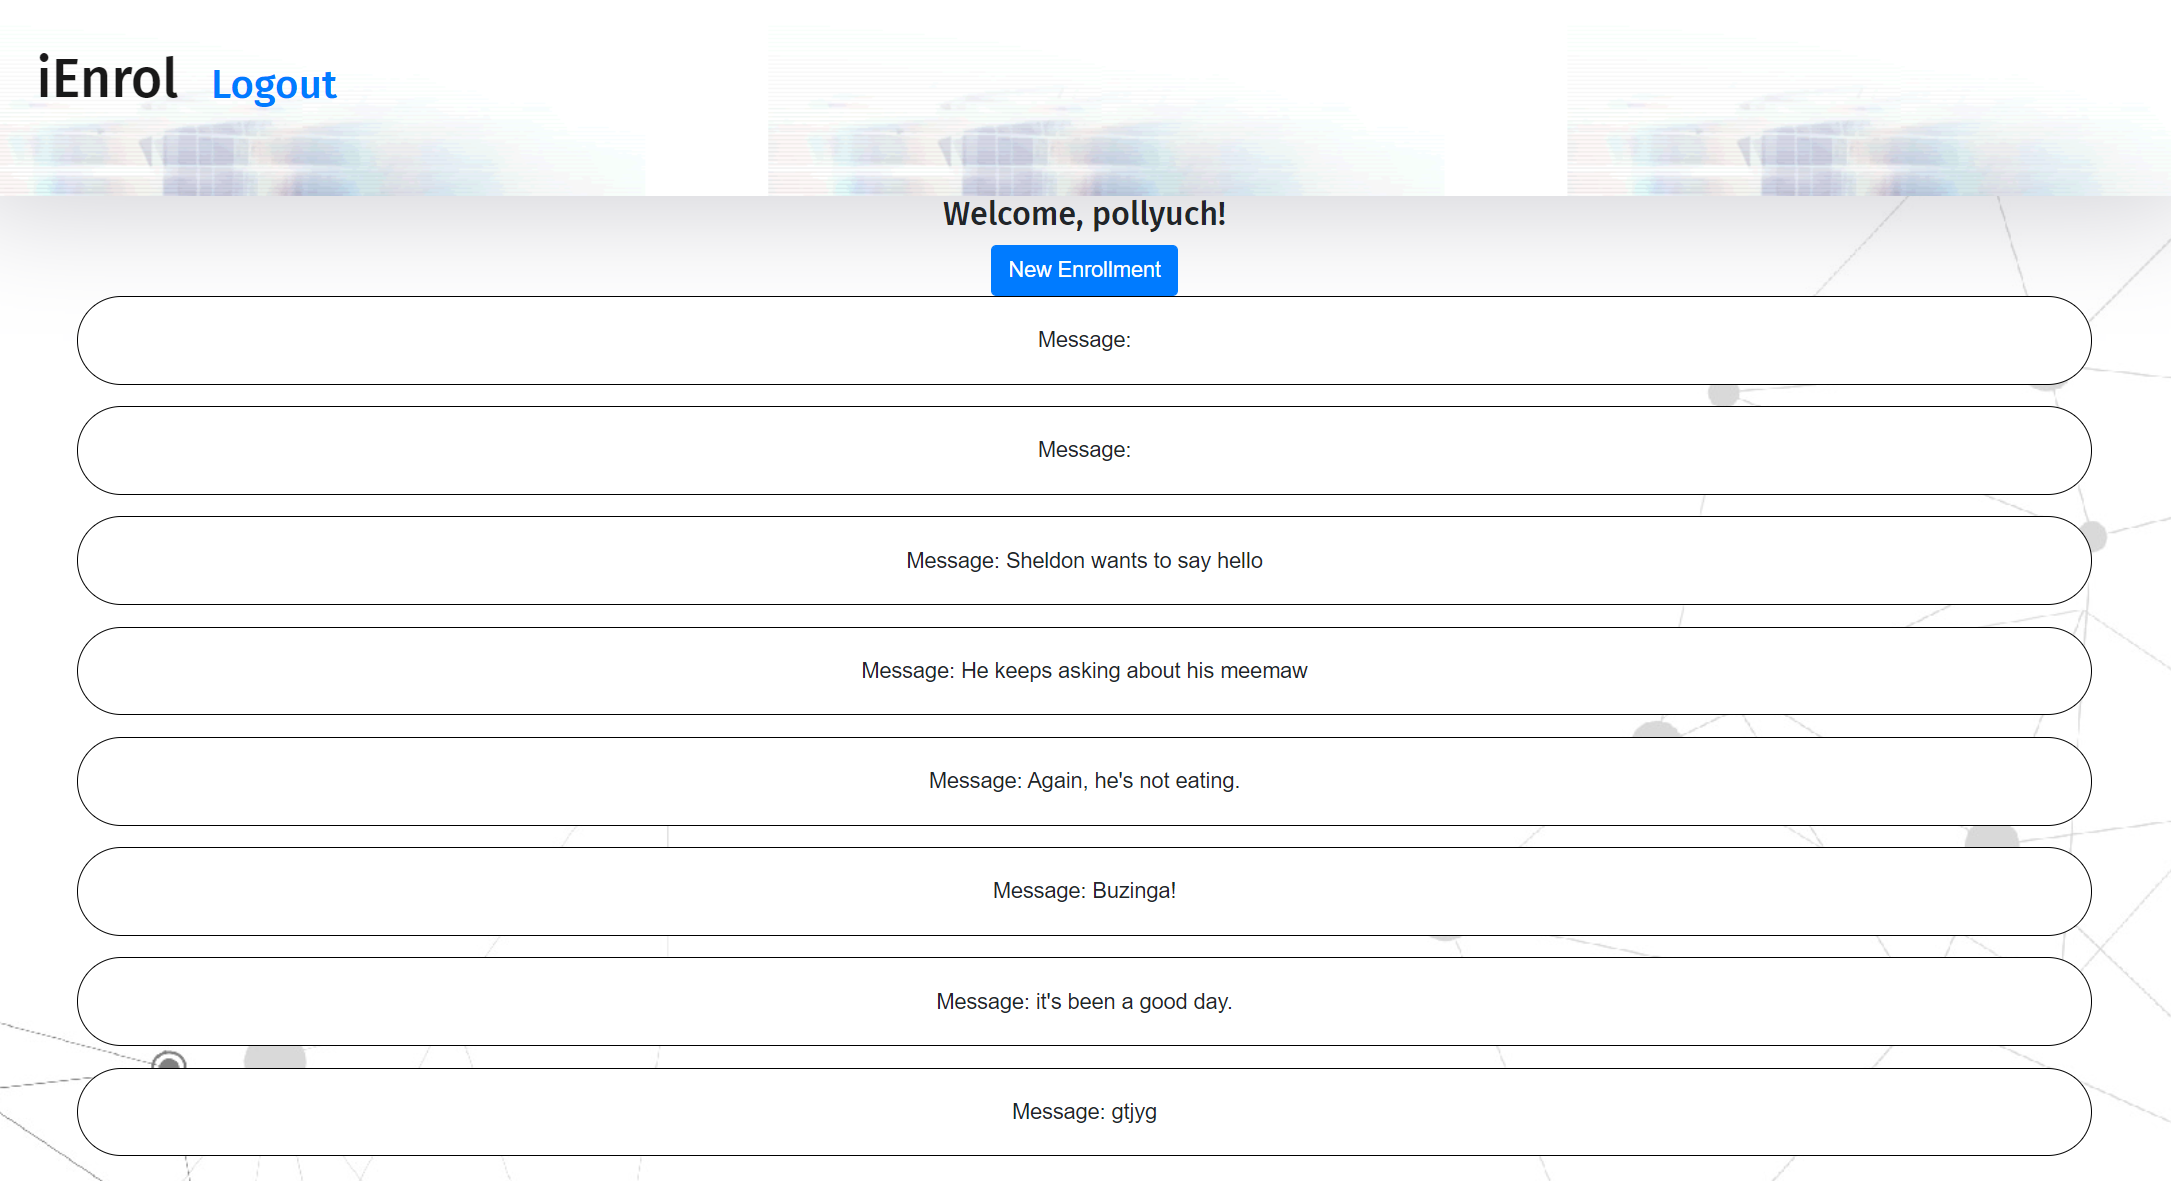 iEnrol Logout
Welcome, pollyuch!
New Enrollment
Message:
Message:
Message: Sheldon wants to say hello
Message: He keeps asking about his meemaw
Message: Again, he's not eating.
Message: Buzinga!
Message: it's been a good day.
Message: gtjyg